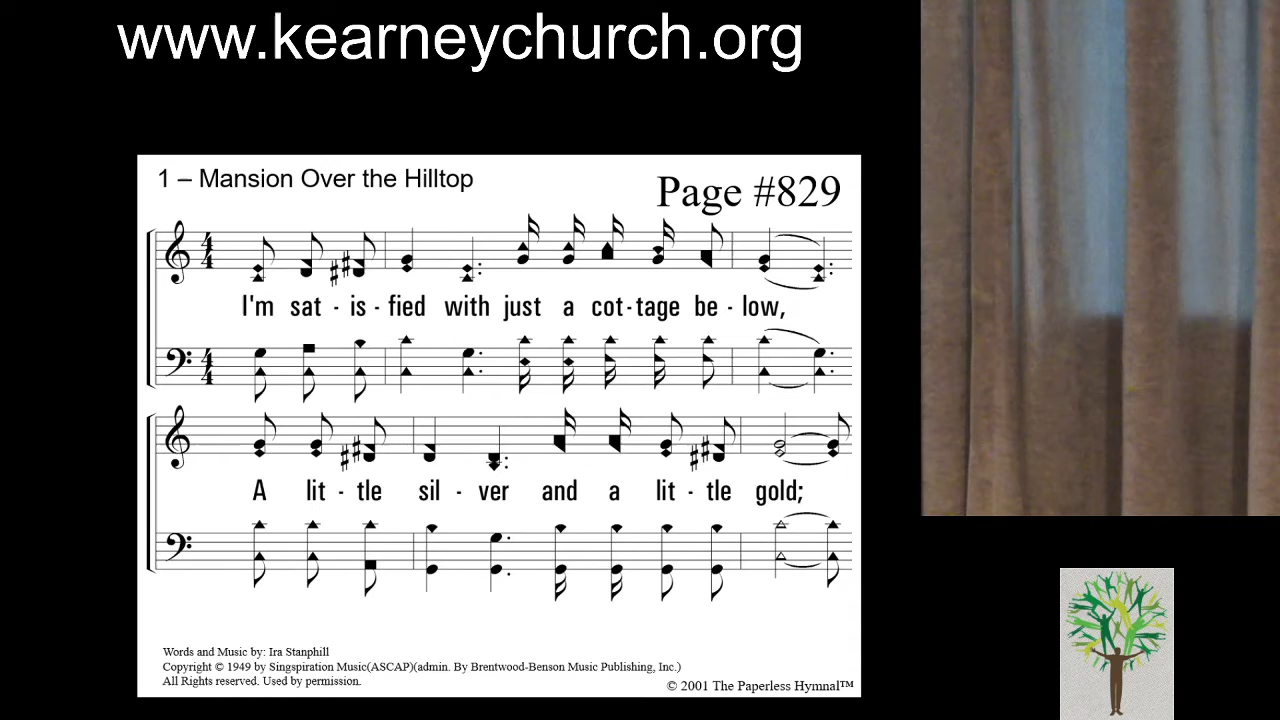 www.kearneychurch.org
1 – Mansion Over the Hilltop
Page #829
I'm sat - is - fied with just a cot - tage be - low,
A lit - tle sil - ver and a lit - tle gold;
Words and Music by: Ira Stanphill
Copyright © 1949 by Singspiration Music(ASCAP)(admin. By Brentwood-Benson Music Publishing, Inc.)
All Rights reserved. Used by permission.
© 2001 The Paperless Hymnal™